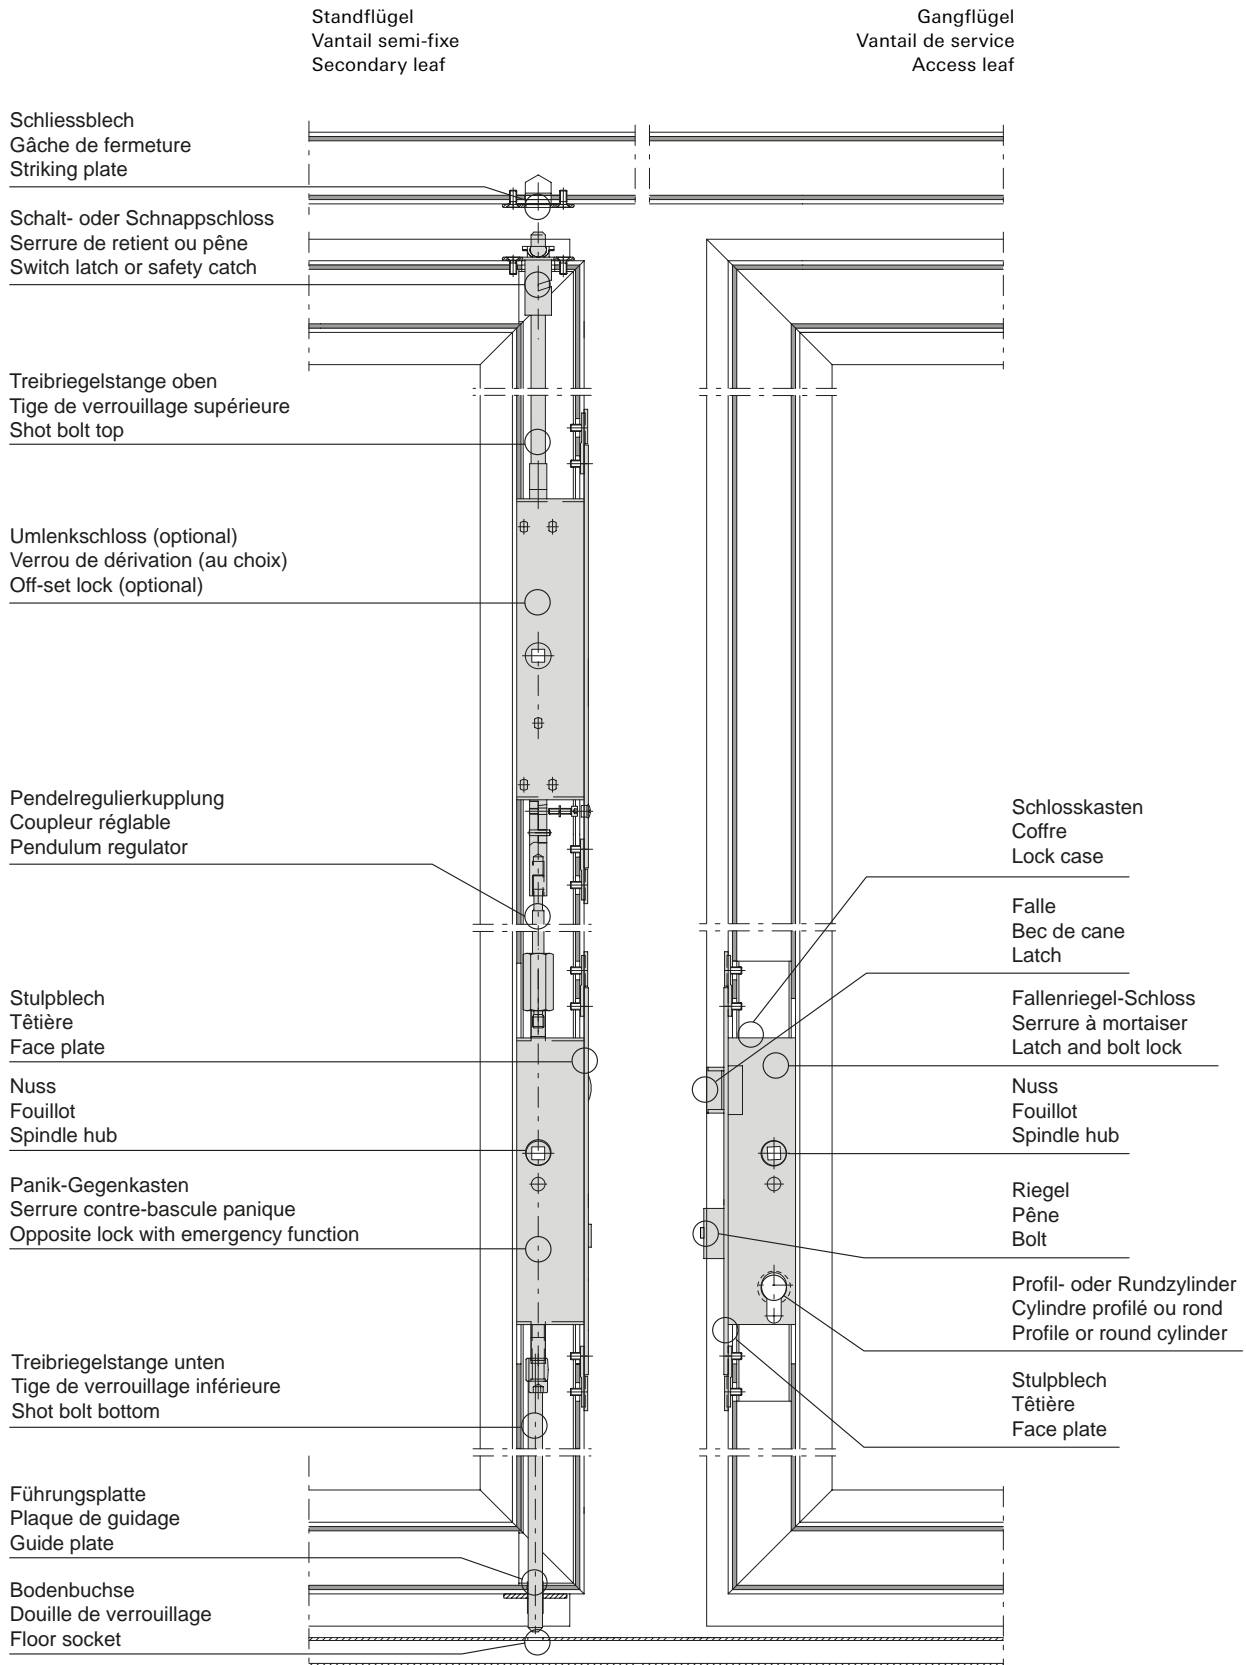 Standflügel
Vantail semi-fixe
Secondary leaf
Gangflügel
Vantail de service
Access leaf
Schliessblech
Gâche de fermeture
Striking plate
Schalt- oder Schnappschloss
Serrure de retient ou pêne
Switch latch or safety catch
Treibriegelstange oben
Tige de verrouillage supérieure
Shot bolt top
Umlenkschloss (optional)
Verrou de dérivation (au choix)
Off-set lock (optional)
Pendelregulierkupplung
Coupleur réglable
Pendulum regulator
Stulpblech
Têtière
Face plate
Nuss
Fouillot
Spindle hub
Panik-Gegenkasten
Serrure contre-bascule panique
Opposite lock with emergency function
Treibriegelstange unten
Tige de verrouillage inférieure
Shot bolt bottom
Führungsplatte
Plaque de guidage
Guide plate
Bodenbuchse
Douille de verrouillage
Floor socket
Schlosskasten
Coffre
Lock case
Falle
Bec de cane
Latch
Fallenriegel-Schloss
Serrure à mortaiser
Latch and bolt lock
Nuss
Fouillot
Spindle hub
Riegel
Pêne
Bolt
Profil- oder Rundzylinder
Cylindre profilé ou rond
Profile or round cylinder
Stulpblech
Têtière
Face plate